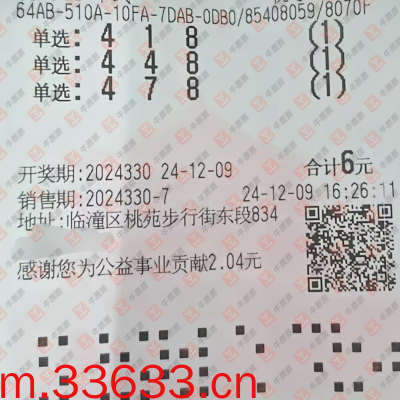 64AB-510A-10FA-7DAB-0DB0/85408059/8070F
单选: 4 1 8 (1)
单选: 4 4 8 (1)
单选: 4 7 8 (1)
开奖期:2024330 24-12-09 合计6元
销售期:2024330-7 24-12-09 16:26:11
地址:临潼区桃苑步行街东段834
感谢您为公益事业贡献2.04元
m.33633.cn